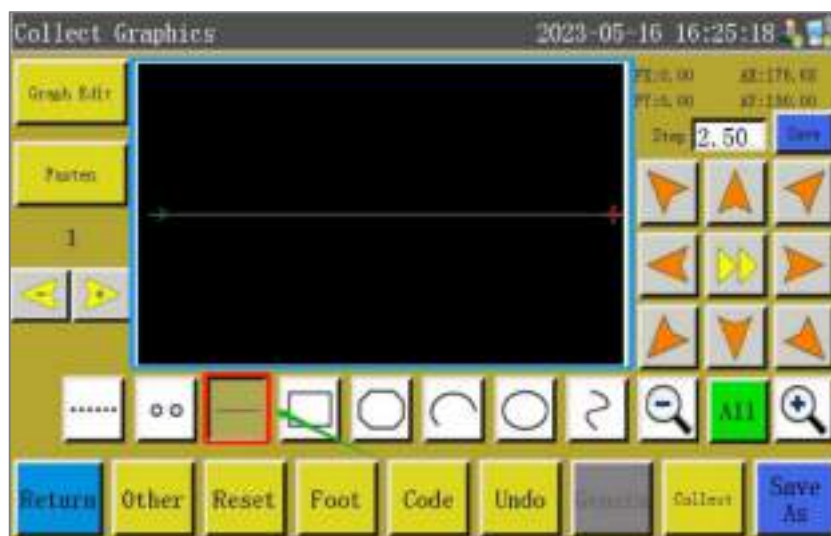 Collect Graphics 2023-05-16 16:25:18
Graph Edit
Step 2.50 Save
Fasten
1
All
Return Other Reset Foot Code Undo Collect Save As